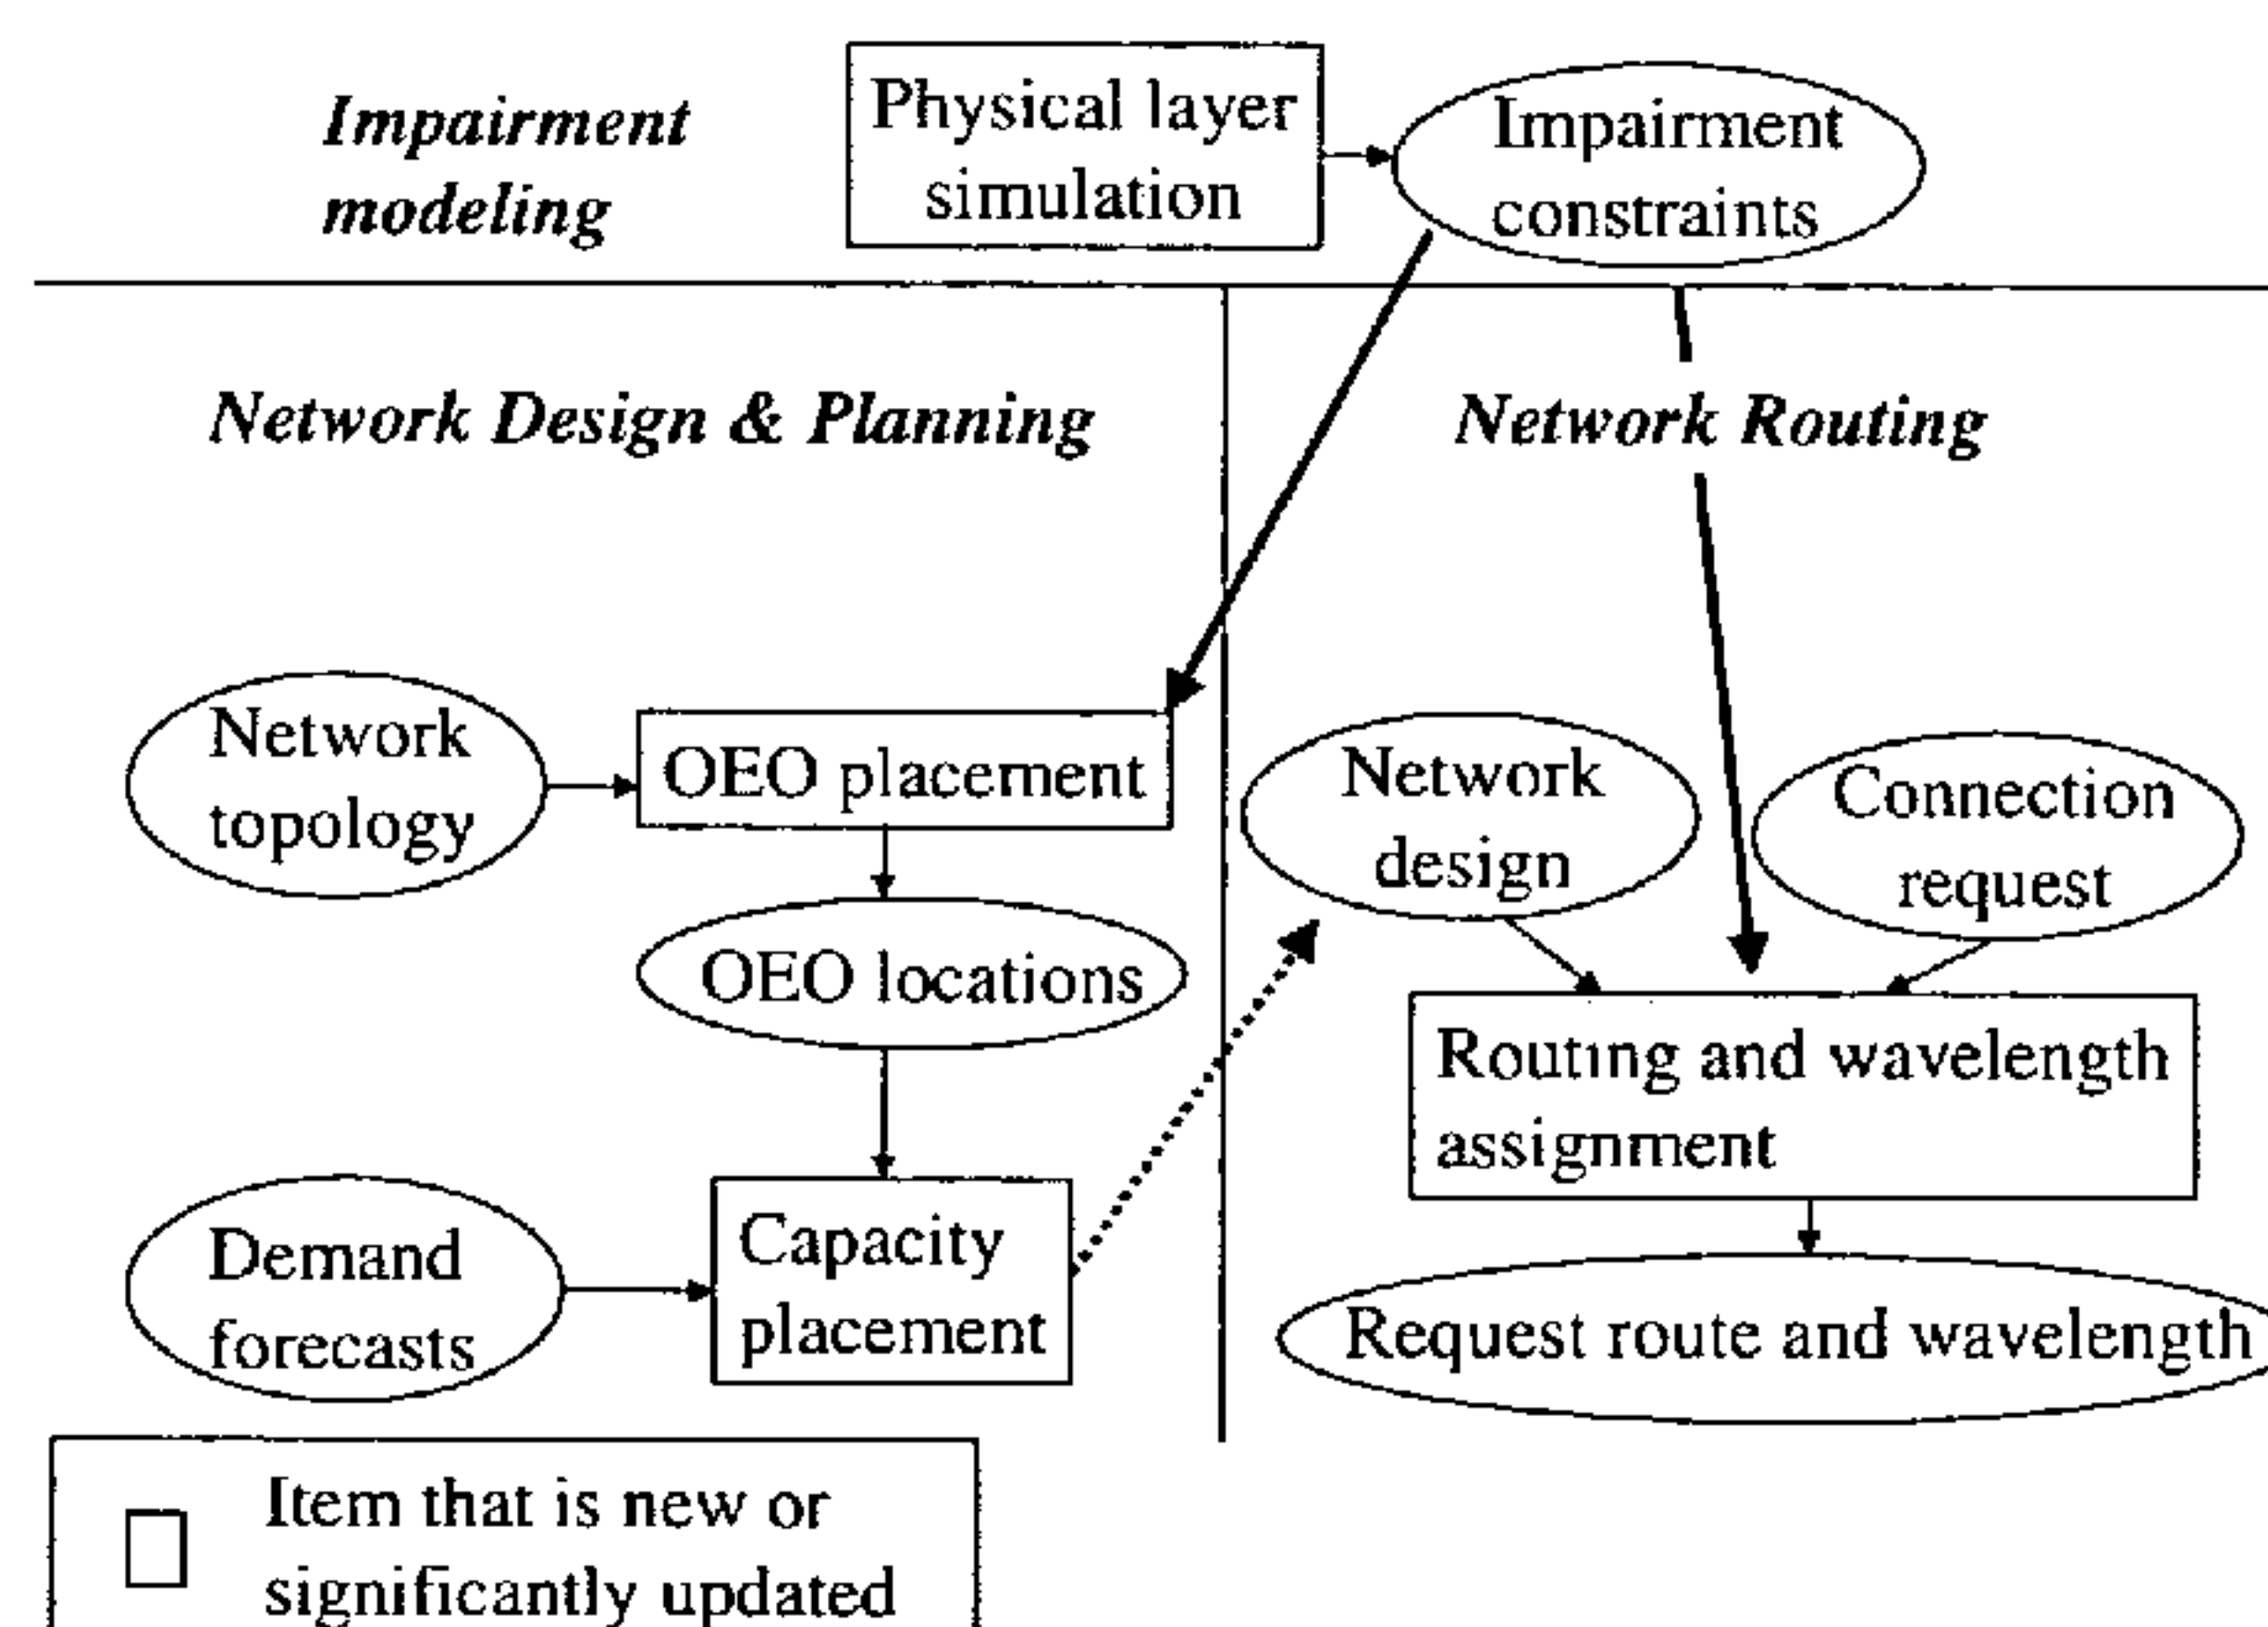 Impairment
modeling
Physical layer
simulation
Impairment
constraints
Network Design & Planning
Network Routing
Network
topology
OEO placement
OEO locations
Demand
forecasts
Capacity
placement
Network
design
Connection
request
Routing and wavelength
assignment
Request route and wavelength
Item that is new or
significantly updated